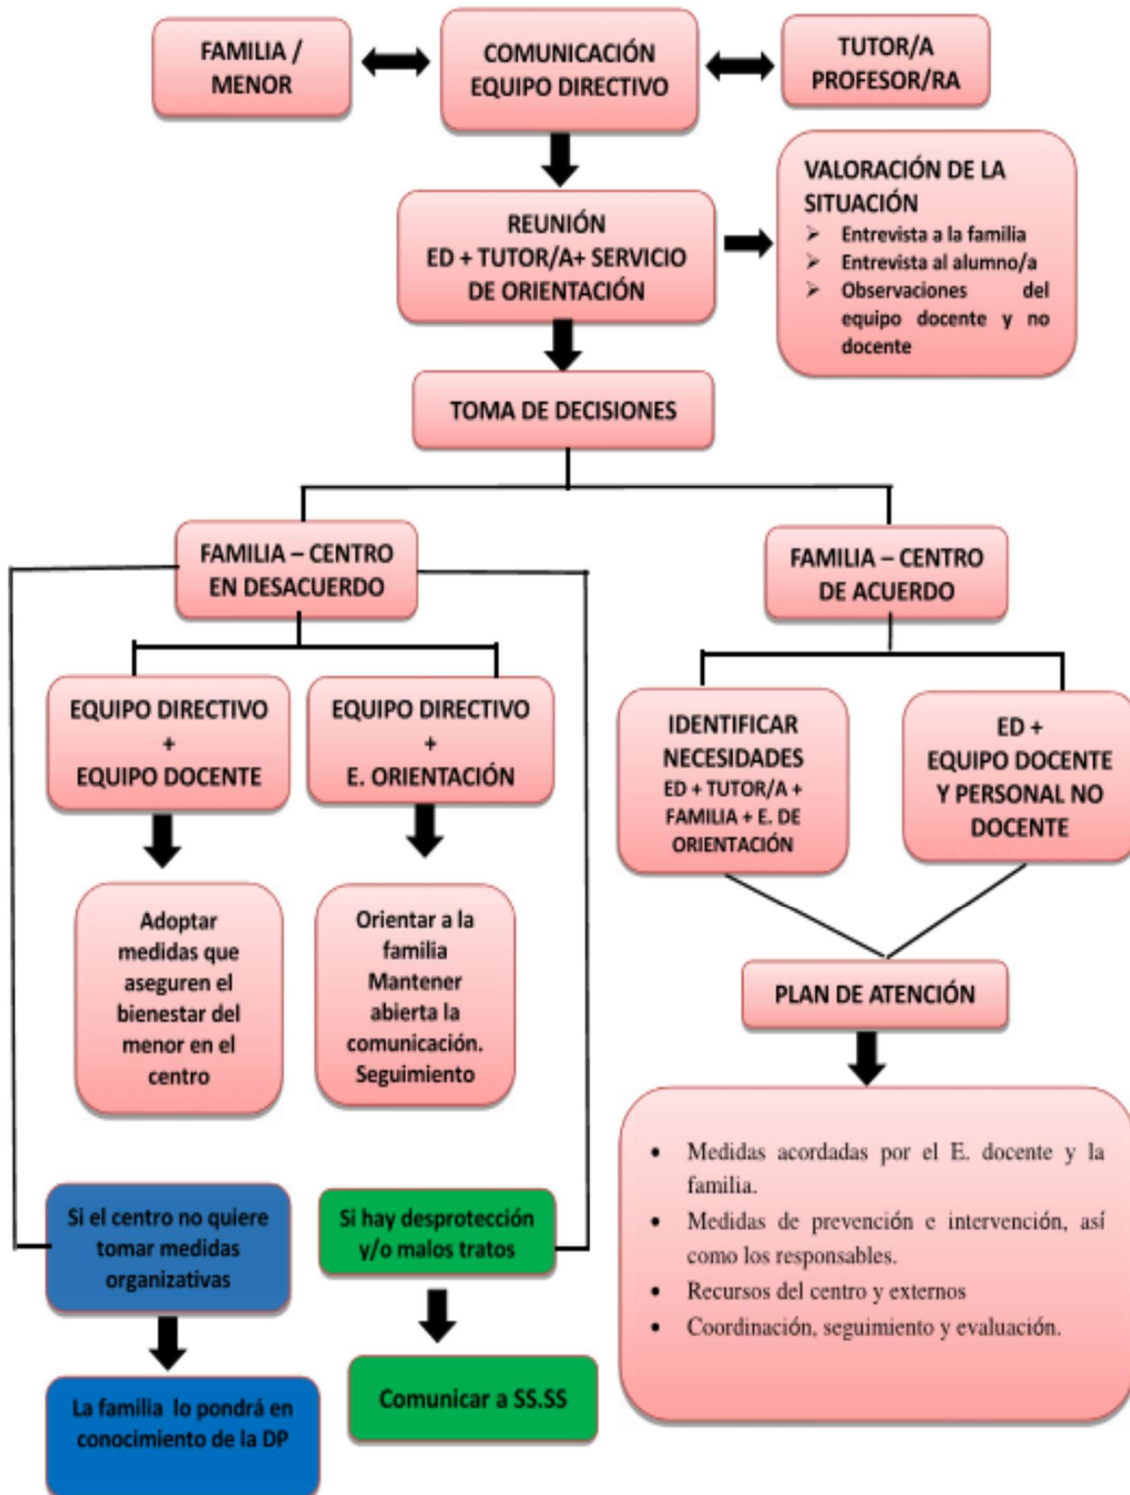 FAMILIA /
MENOR
COMUNICACIÓN
EQUIPO DIRECTIVO
TUTOR/A
PROFESOR/RA
REUNIÓN
ED + TUTOR/A+ SERVICIO
DE ORIENTACIÓN
VALORACIÓN DE LA
SITUACIÓN
➢ Entrevista a la familia
➢ Entrevista al alumno/a
➢ Observaciones del
equipo docente y no
docente
TOMA DE DECISIONES
FAMILIA – CENTRO
EN DESACUERDO
FAMILIA – CENTRO
DE ACUERDO
EQUIPO DIRECTIVO
+
EQUIPO DOCENTE
EQUIPO DIRECTIVO
+
E. ORIENTACIÓN
IDENTIFICAR
NECESIDADES
ED + TUTOR/A +
FAMILIA + E. DE
ORIENTACIÓN
ED +
EQUIPO DOCENTE
Y PERSONAL NO
DOCENTE
Adoptar
medidas que
aseguren el
bienestar del
menor en el
centro
Orientar a la
familia
Mantener
abierta la
comunicación.
Seguimiento
PLAN DE ATENCIÓN
• Medidas acordadas por el E. docente y la
familia.
• Medidas de prevención e intervención, así
como los responsables.
• Recursos del centro y externos
• Coordinación, seguimiento y evaluación.
Si el centro no quiere
tomar medidas
organizativas
Si hay desprotección
y/o malos tratos
La familia lo pondrá en
conocimiento de la DP
Comunicar a SS.SS